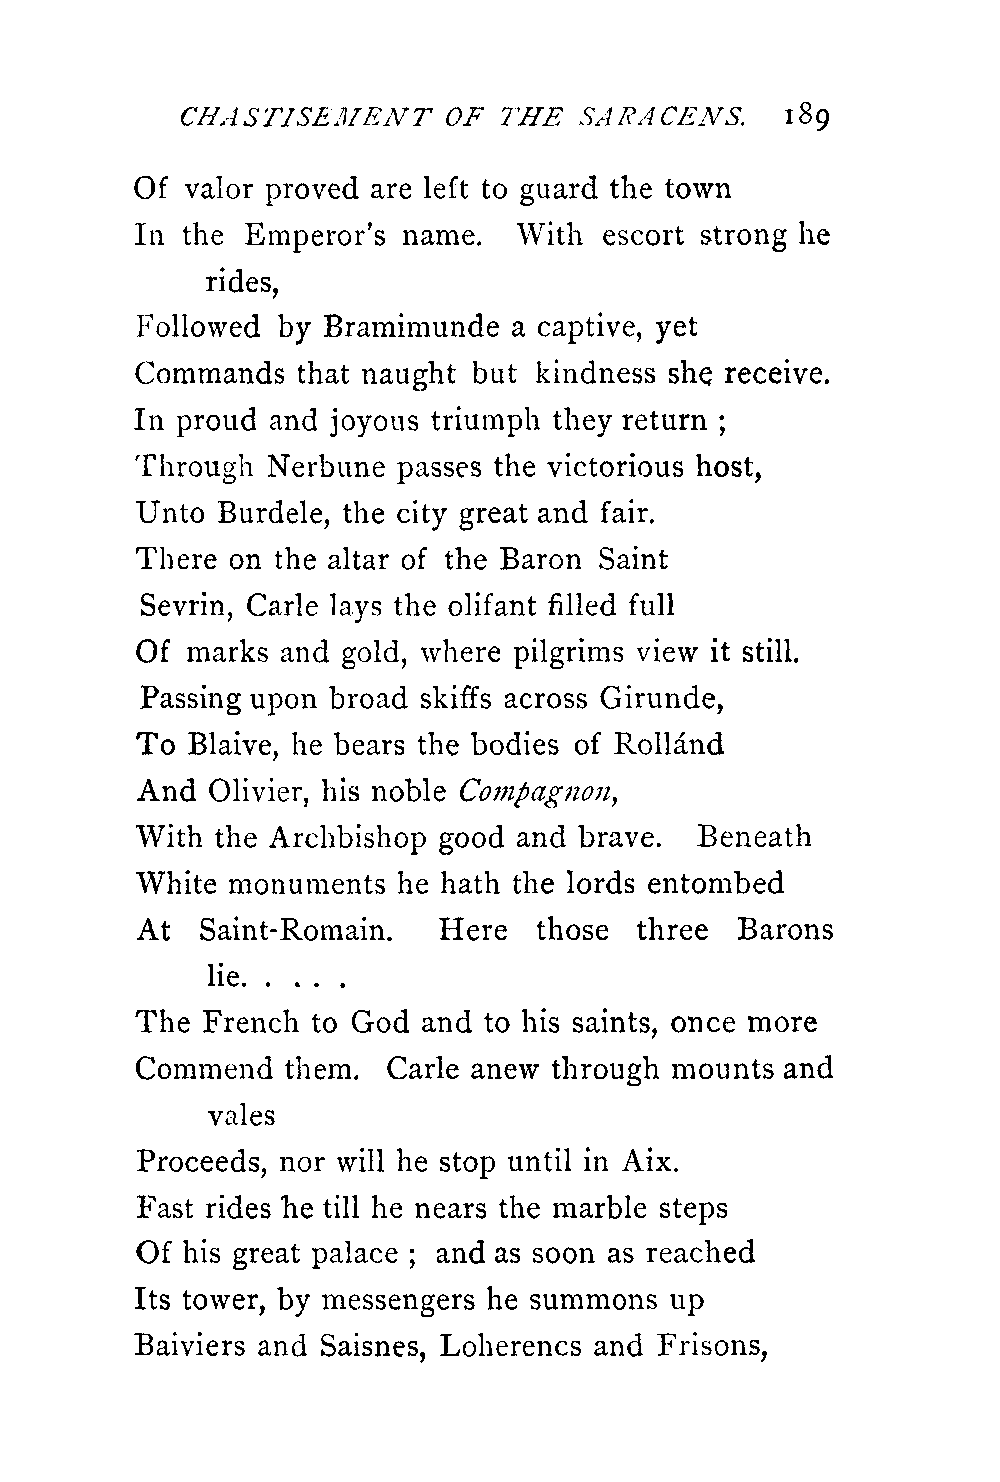 CHASTISEMENT OF THE SARACENS. 189
Of valor proved are left to guard the town
In the Emperor's name. With escort strong he
rides,
Followed by Bramimunde a captive, yet
Commands that naught but kindness she receive.
In proud and joyous triumph they return ;
Through Nerbune passes the victorious host,
Unto Burdele, the city great and fair.
There on the altar of the Baron Saint
Sevrin, Carle lays the olifant filled full
Of marks and gold, where pilgrims view it still.
Passing upon broad skiffs across Girunde,
To Blaive, he bears the bodies of Rollánd
And Olivier, his noble Compagnon,
With the Archbishop good and brave. Beneath
White monuments he hath the lords entombed
At Saint-Romain. Here those three Barons
lie. . . . .
The French to God and to his saints, once more
Commend them. Carle anew through mounts and
vales
Proceeds, nor will he stop until in Aix.
Fast rides he till he nears the marble steps
Of his great palace ; and as soon as reached
Its tower, by messengers he summons up
Baiviers and Saisnes, Loherencs and Frisons,